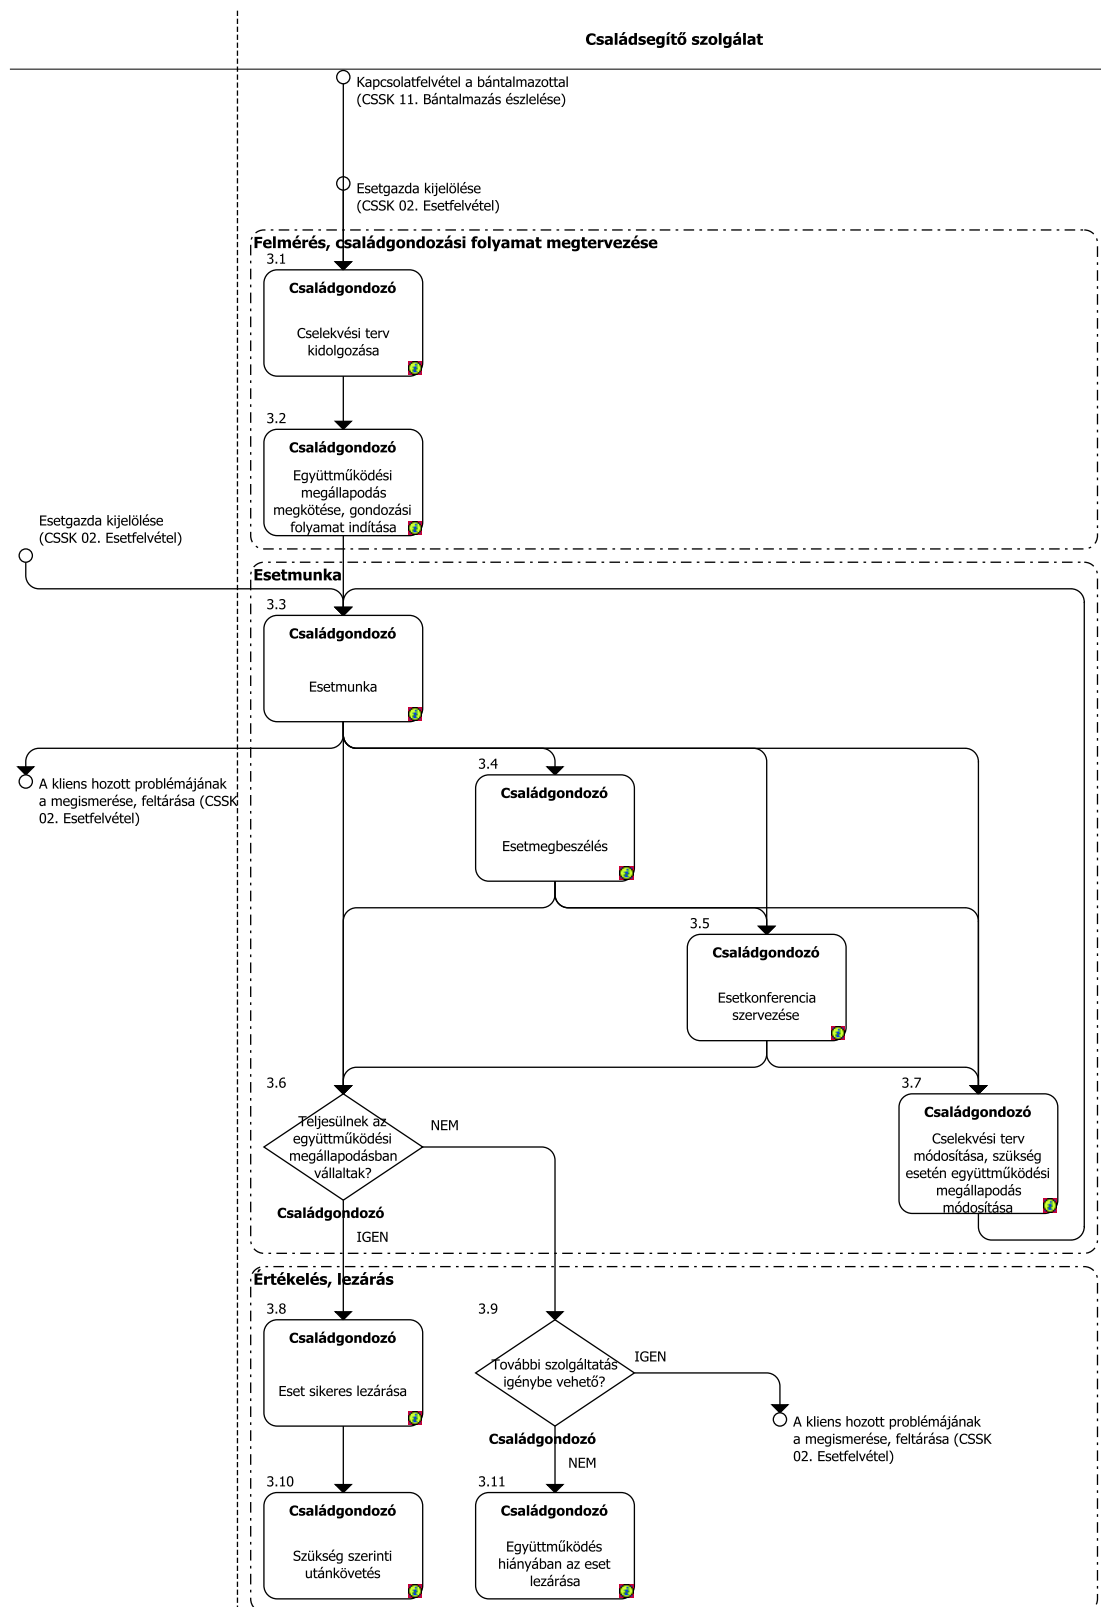 Családsegítő szolgálat
Kapcsolatfelvétel a bántalmazottal
(CSSK 11. Bántalmazás észlelése)
Esetgazda kijelölése
(CSSK 02. Esetfelvétel)
Felmérés, családgondozási folyamat megtervezése
3.1
Családgondozó
Cselekvési terv
kidolgozása
3.2
Családgondozó
Együttműködési
megállapodás
megkötése, gondozási
folyamat indítása
Esetgazda kijelölése
(CSSK 02. Esetfelvétel)
Esetmunka
3.3
Családgondozó
Esetmunka
A kliens hozott problémájának
a megismerése, feltárása (CSSK
02. Esetfelvétel)
3.4
Családgondozó
Esetmegbeszélés
3.5
Családgondozó
Esetkonferencia
szervezése
3.6
Teljesülnek az
együttműködési
megállapodásban
vállaltak?
Családgondozó
NEM
IGEN
3.7
Családgondozó
Cselekvési terv
módosítása, szükség
esetén együttműködési
megállapodás
módosítása
Értékelés, lezárás
3.8
Családgondozó
Eset sikeres lezárása
3.9
További szolgáltatás
igénybe vehető?
Családgondozó
IGEN
NEM
A kliens hozott problémájának
a megismerése, feltárása (CSSK
02. Esetfelvétel)
3.10
Családgondozó
Szükség szerinti
utánkövetés
3.11
Családgondozó
Együttműködés
hiányában az eset
lezárása